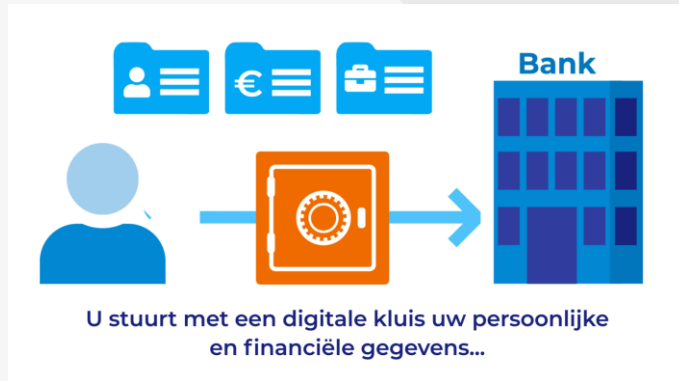 Bank
U stuurt met een digitale kluis uw persoonlijke
en financiële gegevens...